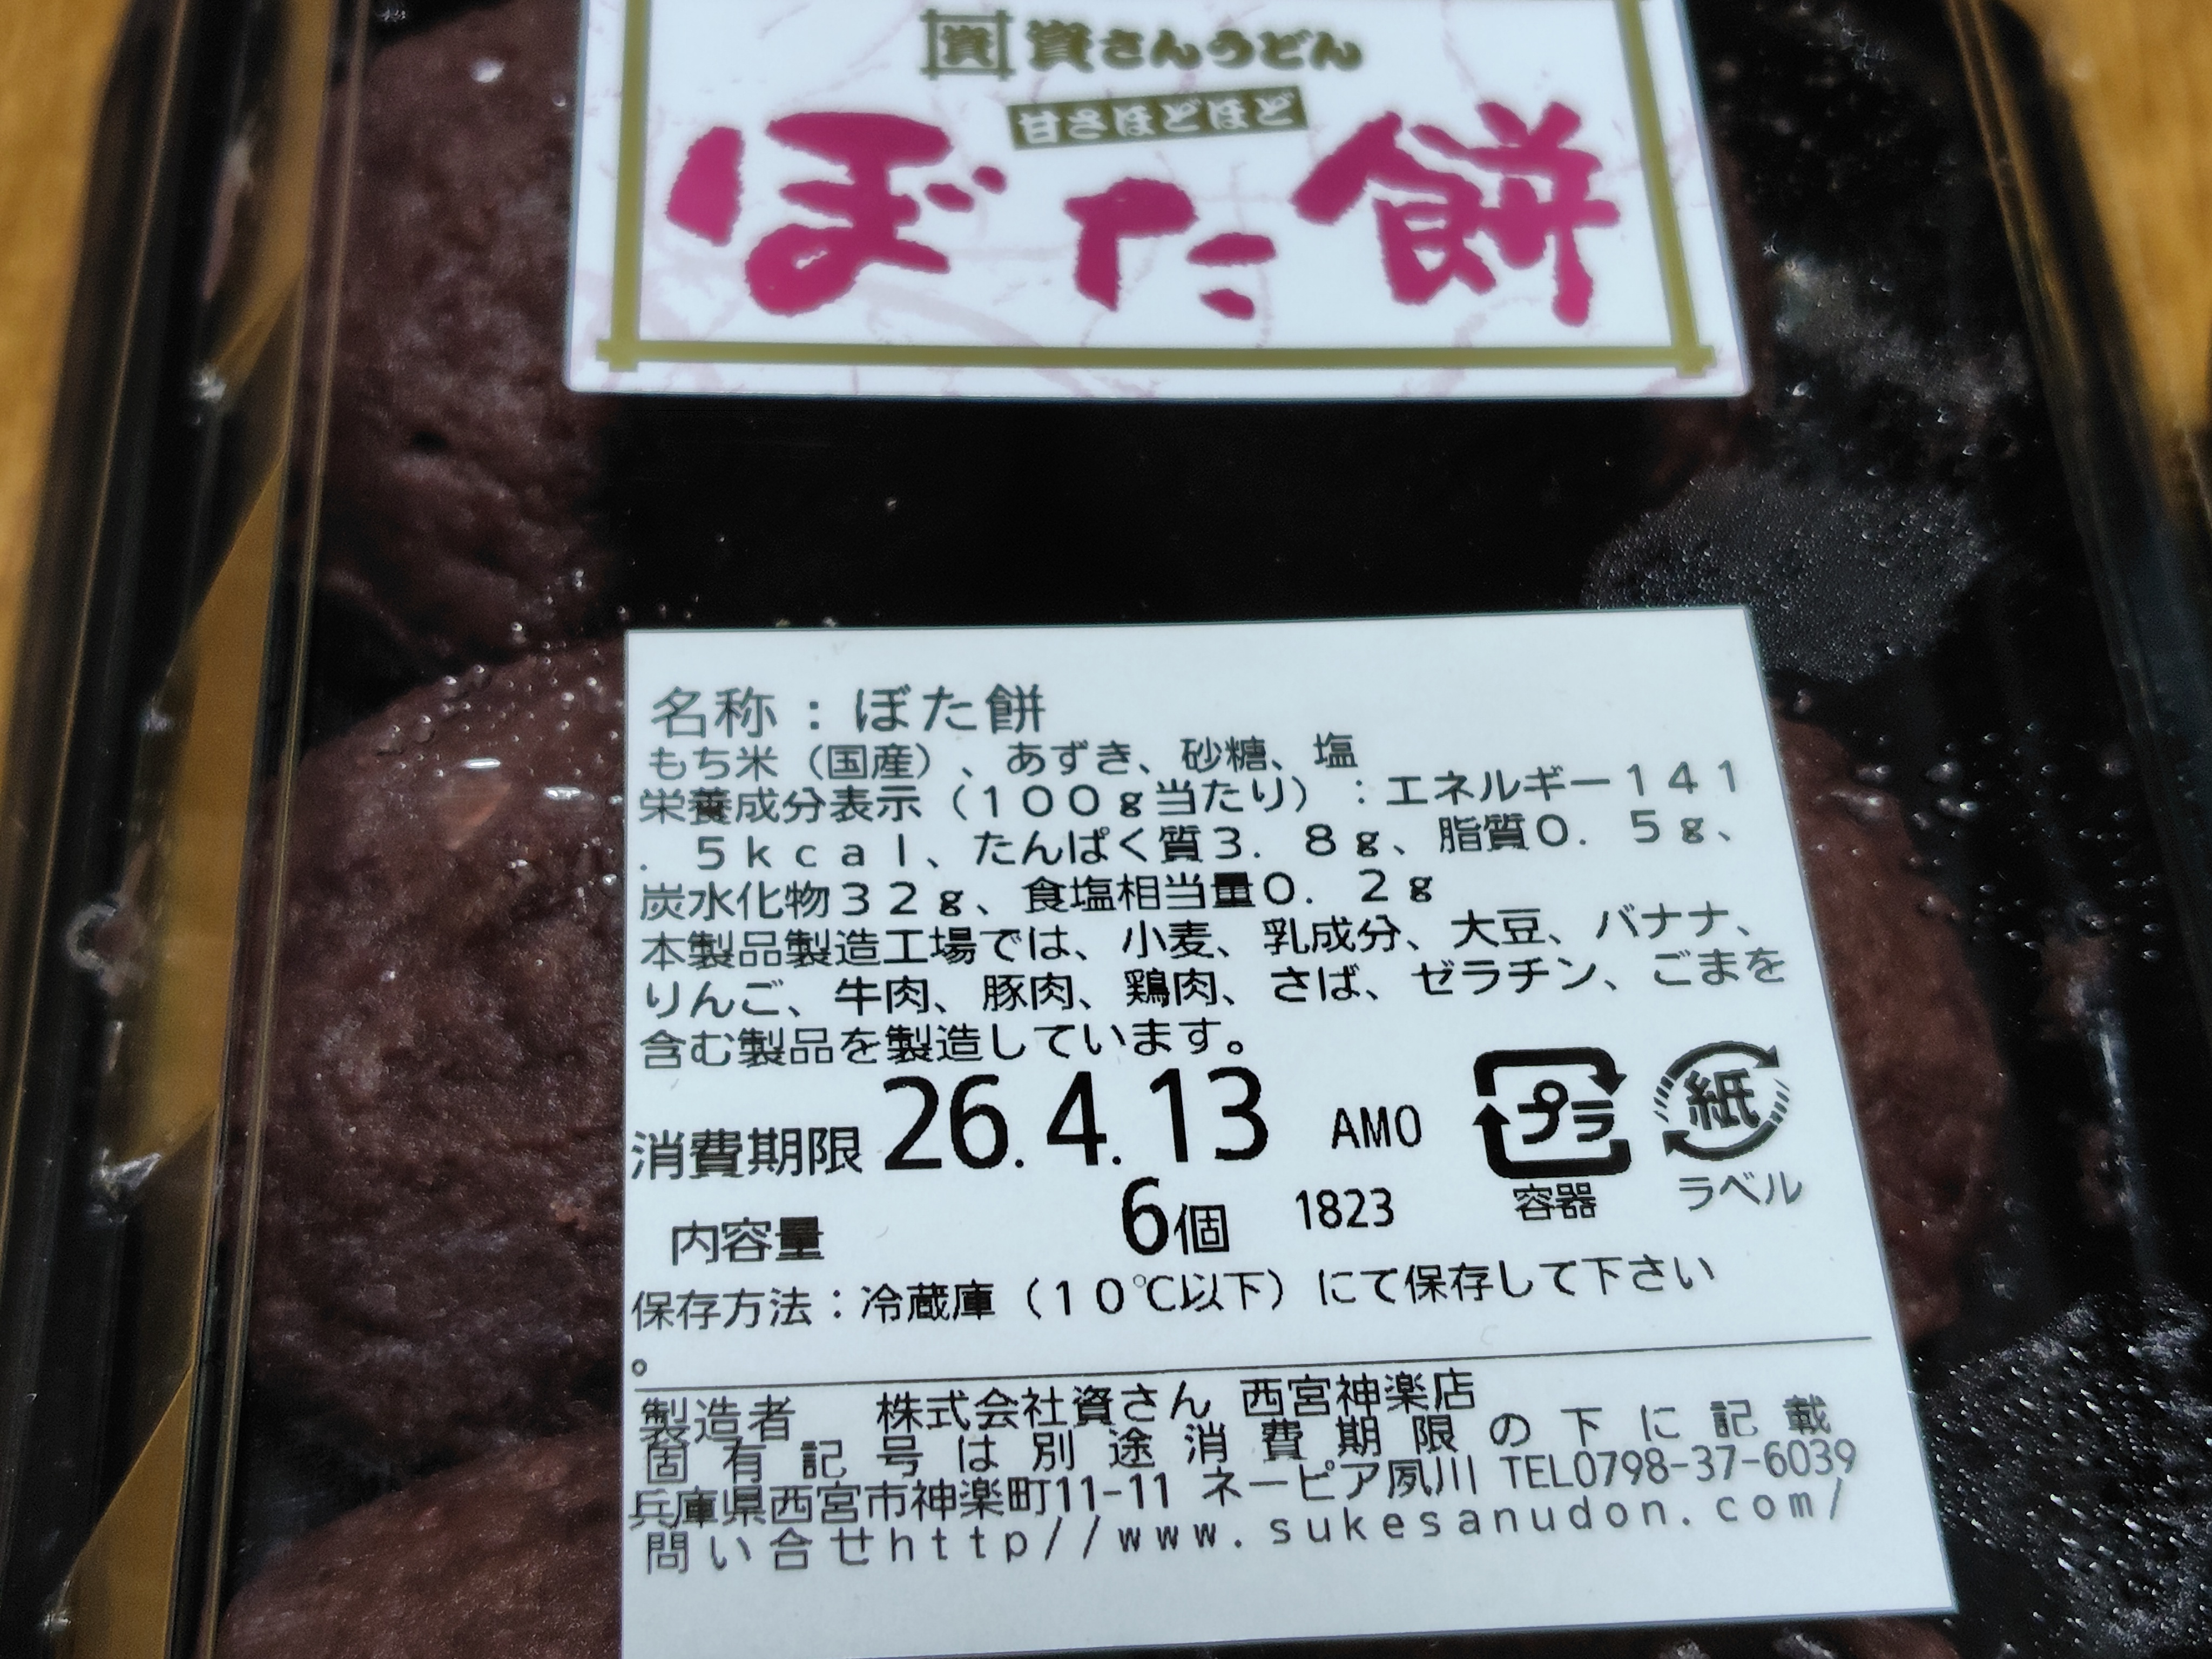 資 資さんうどん
甘さほどほど
ぼた餅
名称：ぼた餅
もち米（国産）、あずき、砂糖、塩
栄養成分表示（１００ｇ当たり）：エネルギー１４１
．５ｋｃａｌ、たんぱく質３．８ｇ、脂質０．５ｇ、
炭水化物３２ｇ、食塩相当量０．２ｇ
本製品製造工場では、小麦、乳成分、大豆、バナナ、
りんご、牛肉、豚肉、鶏肉、さば、ゼラチン、ごまを
含む製品を製造しています。
消費期限 26.4.13 AM0
プラ 紙
内容量 6個 1823 容器 ラベル
保存方法：冷蔵庫（１０℃以下）にて保存して下さい
。
製造者 株式会社資さん 西宮神楽店
固有記号は別途消費期限の下に記載
兵庫県西宮市神楽町11-11 ネーピア夙川 TEL0798-37-6039
問い合せｈｔｔｐ／／ｗｗｗ．ｓｕｋｅｓａｎｕｄｏｎ．ｃｏｍ／